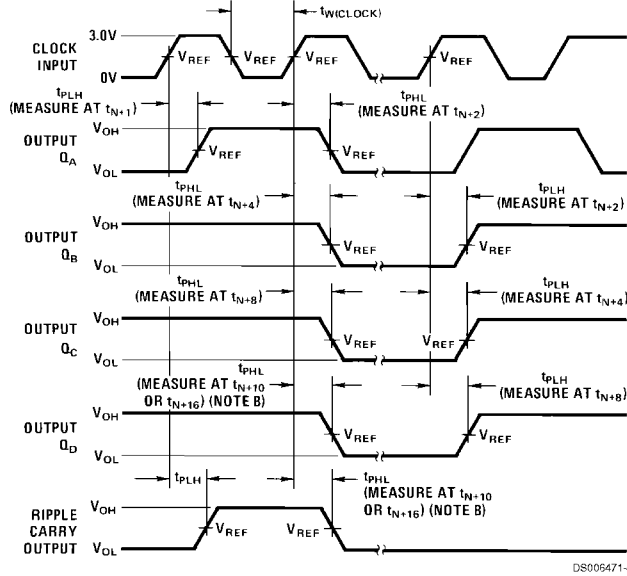 tW(CLOCK)
3.0V
CLOCK
INPUT
VREF
VREF
VREF
VREF
0V
tPLH
(MEASURE AT tN+1)
tPHL
(MEASURE AT tN+2)
VOH
OUTPUT
QA
VREF
VREF
VOL
tPHL
(MEASURE AT tN+4)
tPLH
(MEASURE AT tN+2)
VOH
OUTPUT
QB
VREF
VREF
VOL
tPHL
(MEASURE AT tN+8)
tPLH
(MEASURE AT tN+4)
VOH
OUTPUT
QC
VREF
VREF
VOL
tPHL
(MEASURE AT tN+10
OR tN+16) (NOTE B)
tPLH
(MEASURE AT tN+8)
VOH
OUTPUT
QD
VREF
VREF
VOL
tPLH
tPHL
(MEASURE AT tN+10
OR tN+16) (NOTE B)
VOH
RIPPLE
CARRY
OUTPUT
VREF
VREF
VOL
DS006471-